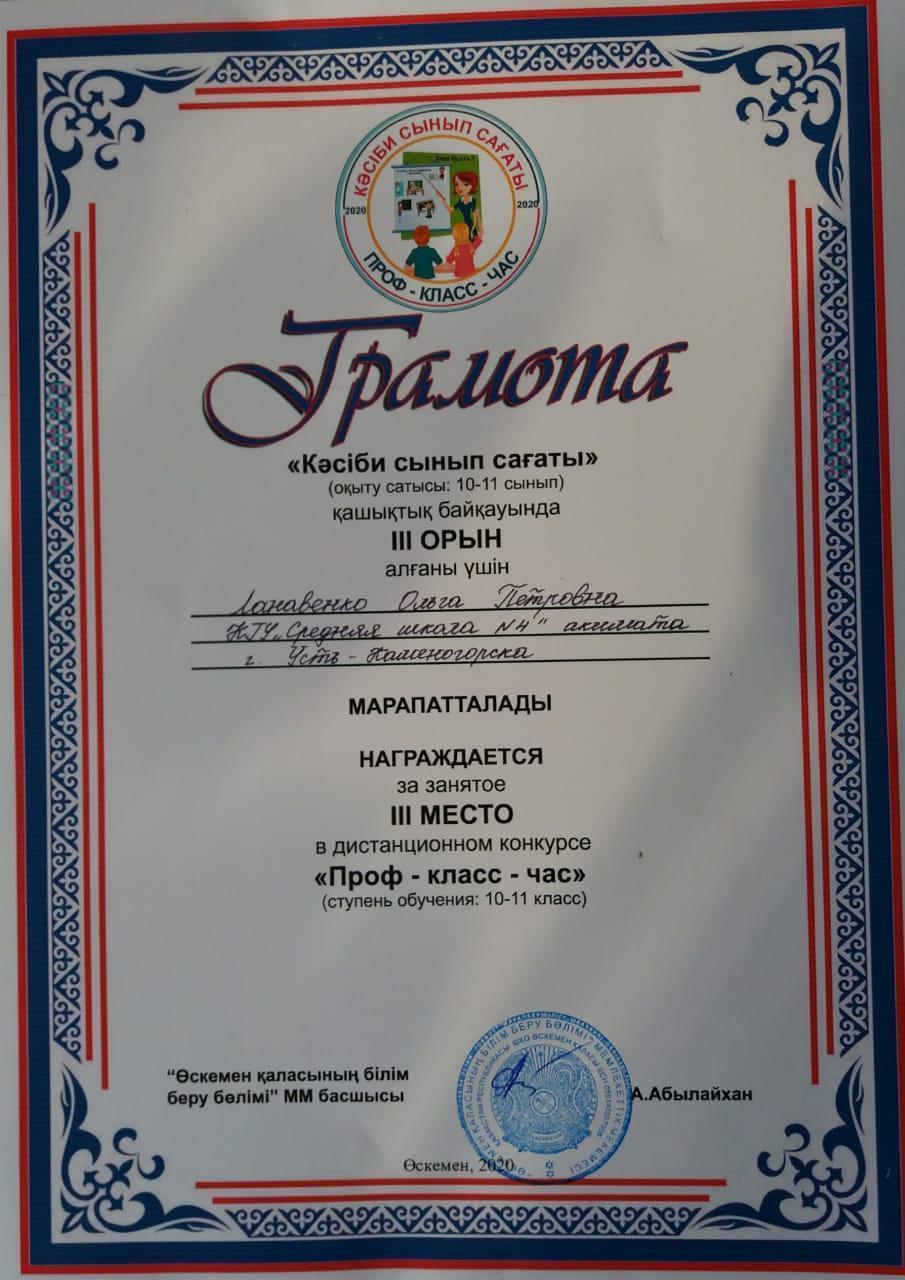 КӘСІБИ СЫНЫП САҒАТЫ
Кем быть?
2020
2020
ПРОФ - КЛАСС - ЧАС
Грамота
«Кәсіби сынып сағаты»
(оқыту сатысы: 10-11 сынып)
қашықтық байқауында
III ОРЫН
алғаны үшін
Ланавенко Ольга Петровна
КГУ „Средняя школа №4" акимата
г. Усть - Каменогорска
МАРАПАТТАЛАДЫ
НАГРАЖДАЕТСЯ
за занятое
III МЕСТО
в дистанционном конкурсе
«Проф - класс - час»
(ступень обучения: 10-11 класс)
“Өскемен қаласының білім
беру бөлімі” ММ басшысы
А.Абылайхан
Өскемен, 2020